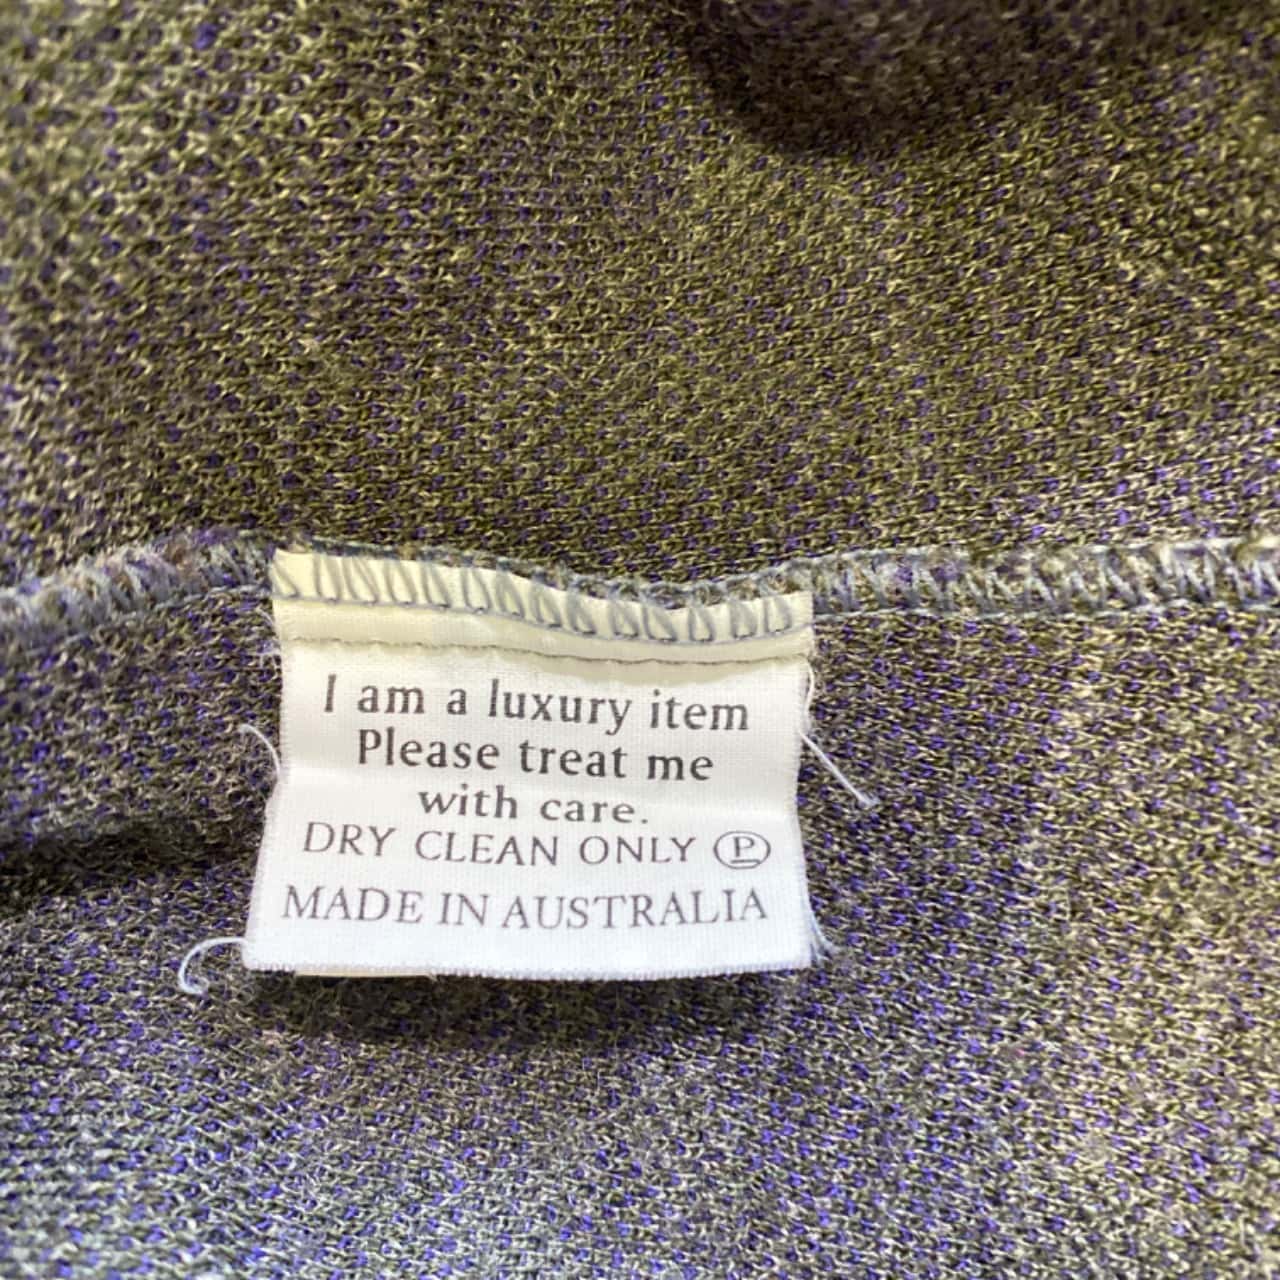 I am a luxury item
Please treat me
with care.
DRY CLEAN ONLY Ⓟ
MADE IN AUSTRALIA